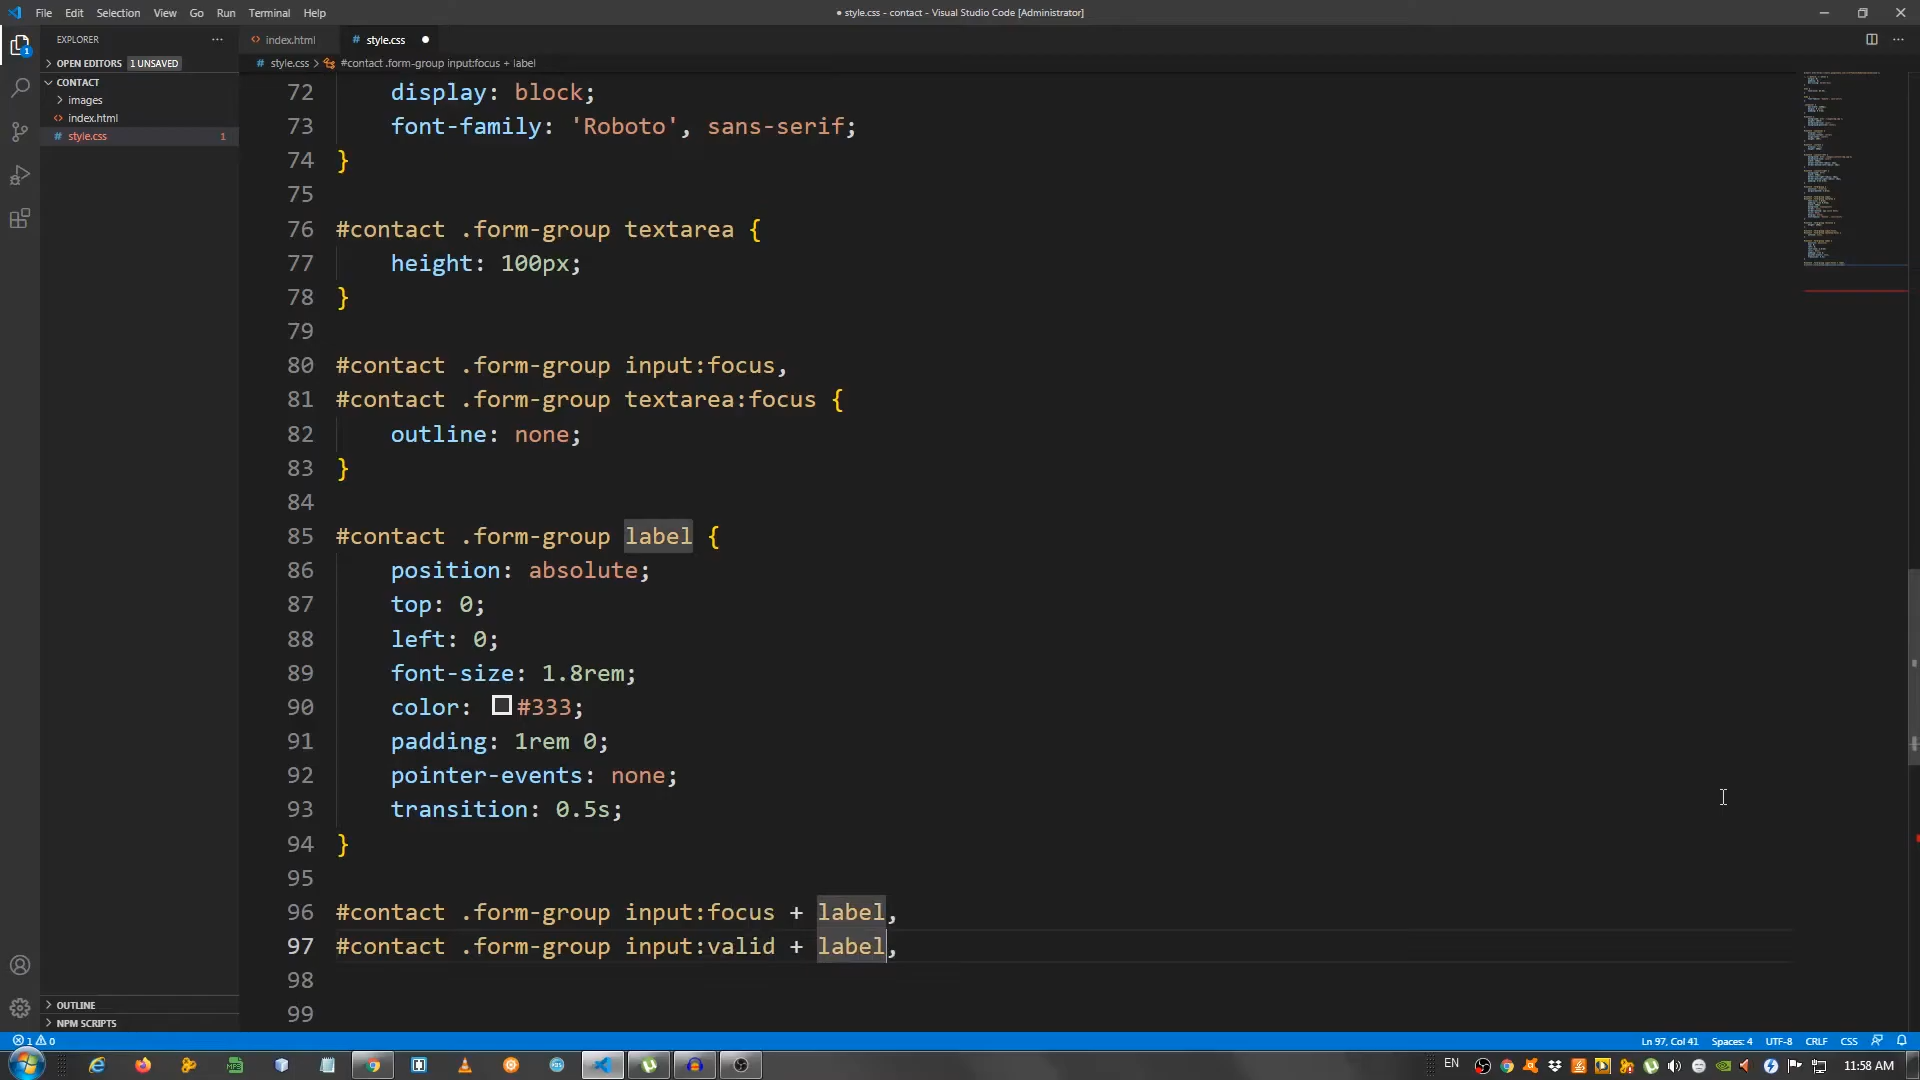 File Edit Selection View Go Run Terminal Help
● style.css - contact - Visual Studio Code [Administrator]
EXPLORER
index.html
# style.css
OPEN EDITORS 1 UNSAVED
style.css > #contact .form-group input:focus + label
CONTACT
images
index.html
# style.css 1
72 display: block;
73 font-family: 'Roboto', sans-serif;
74 }
75
76 #contact .form-group textarea {
77 height: 100px;
78 }
79
80 #contact .form-group input:focus,
81 #contact .form-group textarea:focus {
82 outline: none;
83 }
84
85 #contact .form-group label {
86 position: absolute;
87 top: 0;
88 left: 0;
89 font-size: 1.8rem;
90 color: #333;
91 padding: 1rem 0;
92 pointer-events: none;
93 transition: 0.5s;
94 }
95
96 #contact .form-group input:focus + label,
97 #contact .form-group input:valid + label,
98
99
OUTLINE
NPM SCRIPTS
1 0
Ln 97, Col 41 Spaces: 4 UTF-8 CRLF CSS
EN
11:58 AM